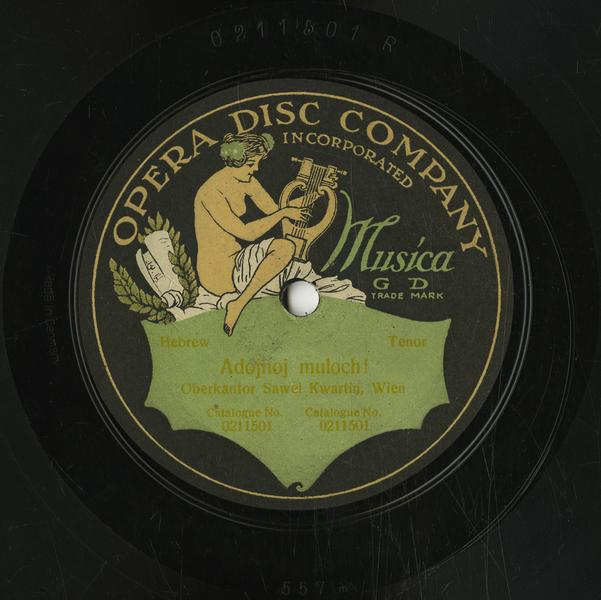 0211501 R
OPERA DISC COMPANY
INCORPORATED
Musica
G D
TRADE MARK
Hebrew Tenor
Adojnoj muloch!
Oberkantor Sawel Kwartin, Wien
Catalogue No. Catalogue No.
0211501 0211501